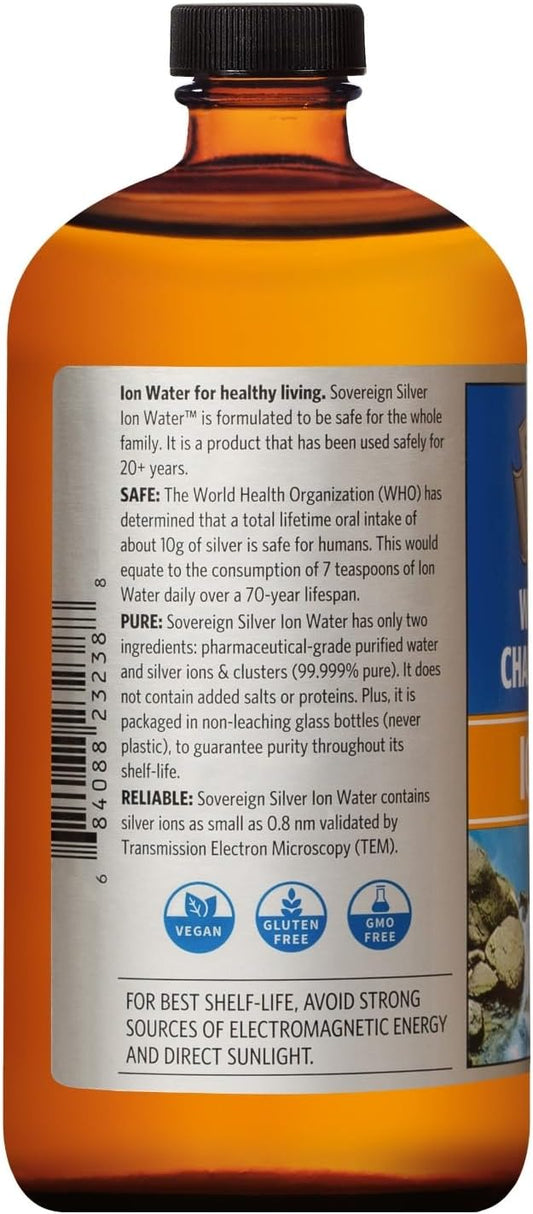 Ion Water for healthy living. Sovereign Silver
Ion Water™ is formulated to be safe for the whole
family. It is a product that has been used safely for
20+ years.
SAFE: The World Health Organization (WHO) has
determined that a total lifetime oral intake of
about 10g of silver is safe for humans. This would
equate to the consumption of 7 teaspoons of Ion
Water daily over a 70-year lifespan.
PURE: Sovereign Silver Ion Water has only two
ingredients: pharmaceutical-grade purified water
and silver ions & clusters (99.999% pure). It does
not contain added salts or proteins. Plus, it is
packaged in non-leaching glass bottles (never
plastic), to guarantee purity throughout its
shelf-life.
RELIABLE: Sovereign Silver Ion Water contains
silver ions as small as 0.8 nm validated by
Transmission Electron Microscopy (TEM).
VEGAN
GLUTEN
FREE
GMO
FREE
FOR BEST SHELF-LIFE, AVOID STRONG
SOURCES OF ELECTROMAGNETIC ENERGY
AND DIRECT SUNLIGHT.
6 84088 23238 8